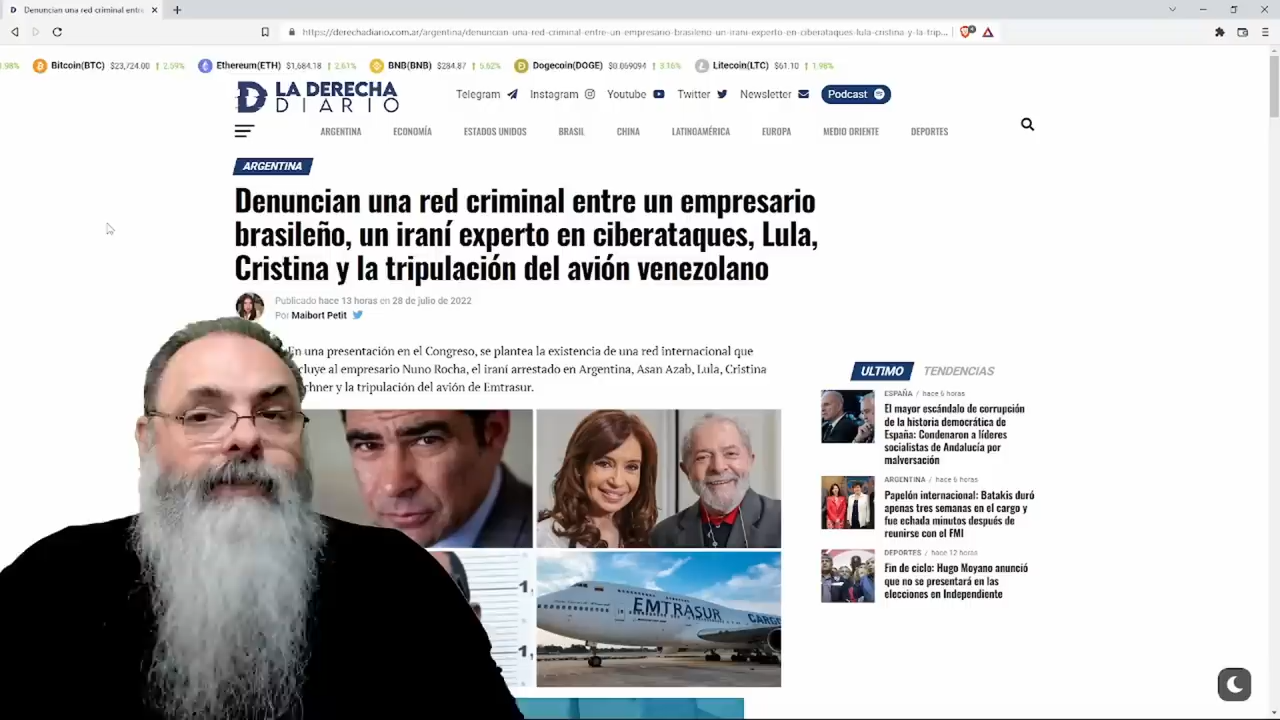 Denuncian una red criminal entr
https://derechadiario.com.ar/argentina/denuncian-una-red-criminal-entre-un-empresario-brasileno-un-irani-experto-en-ciberataques-lula-cristina-y-la-trip...
1.98% Bitcoin(BTC) $23,724.00 ↑ 2.59% Ethereum(ETH) $1,684.18 ↑ 2.61% BNB(BNB) $284.87 ↑ 5.62% Dogecoin(DOGE) $0.069094 ↑ 3.16% Litecoin(LTC) $61.10 ↑ 1.98%
LA DERECHA
DIARIO
Telegram Instagram Youtube Twitter Newsletter Podcast
ARGENTINA ECONOMÍA ESTADOS UNIDOS BRASIL CHINA LATINOAMÉRICA EUROPA MEDIO ORIENTE DEPORTES
ARGENTINA
Denuncian una red criminal entre un empresario
brasileño, un iraní experto en ciberataques, Lula,
Cristina y la tripulación del avión venezolano
Publicado hace 13 horas en 28 de julio de 2022
Por Maibort Petit
En una presentación en el Congreso, se plantea la existencia de una red internacional que
cluye al empresario Nuno Rocha, el iraní arrestado en Argentina, Asan Azab, Lula, Cristina
chner y la tripulación del avión de Emtrasur.
EMTRASUR
CARGO
1,
1,
ULTIMO TENDENCIAS
ESPAÑA / hace 5 horas
El mayor escándalo de corrupción
de la historia democrática de
España: Condenaron a líderes
socialistas de Andalucía por
malversación
ARGENTINA / hace 6 horas
Papelón internacional: Batakis duró
apenas tres semanas en el cargo y
fue echada minutos después de
reunirse con el FMI
DEPORTES / hace 12 horas
Fin de ciclo: Hugo Moyano anunció
que no se presentará en las
elecciones en Independiente